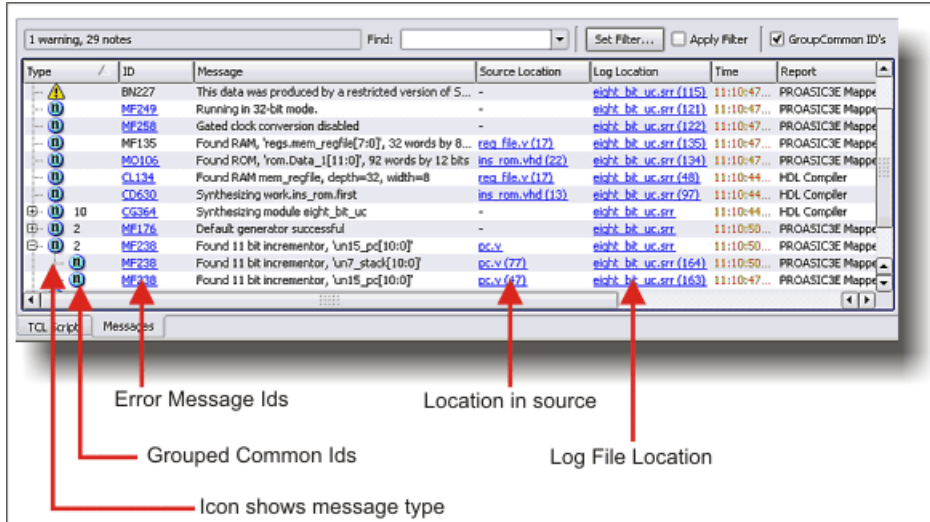 1 warning, 29 notes Find: Set Filter... Apply Filter GroupCommon ID's
Type ID Message Source Location Log Location Time Report
BN227 This data was produced by a restricted version of S... - eight_bit_uc.srr (115) 11:10:47... PROASIC3E Mappe
MF249 Running in 32-bit mode. - eight_bit_uc.srr (121) 11:10:47... PROASIC3E Mappe
MF258 Gated clock conversion disabled - eight_bit_uc.srr (122) 11:10:47... PROASIC3E Mappe
MF135 Found RAM, 'regs.mem_regfile[7:0]', 32 words by 8... reg_file.v (17) eight_bit_uc.srr (135) 11:10:47... PROASIC3E Mappe
MO106 Found ROM, 'rom.Data_1[11:0]', 92 words by 12 bits ins_rom.vhd (22) eight_bit_uc.srr (134) 11:10:47... PROASIC3E Mappe
CL134 Found RAM mem_regfile, depth=32, width=8 reg_file.v (17) eight_bit_uc.srr (48) 11:10:44... HDL Compiler
CD630 Synthesizing work.ins_rom.first ins_rom.vhd (13) eight_bit_uc.srr (97) 11:10:44... HDL Compiler
10 CG364 Synthesizing module eight_bit_uc - eight_bit_uc.srr 11:10:44... HDL Compiler
2 MF176 Default generator successful - eight_bit_uc.srr 11:10:50... PROASIC3E Mappe
2 MF238 Found 11 bit incrementor, 'un15_pc[10:0]' pc.v eight_bit_uc.srr 11:10:50... PROASIC3E Mappe
MF238 Found 11 bit incrementor, 'un7_stack[10:0]' pc.v (77) eight_bit_uc.srr (164) 11:10:50... PROASIC3E Mappe
MF238 Found 11 bit incrementor, 'un15_pc[10:0]' pc.v (47) eight_bit_uc.srr (163) 11:10:50... PROASIC3E Mappe
TCL Script Messages
Error Message Ids Location in source
Grouped Common Ids Log File Location
Icon shows message type